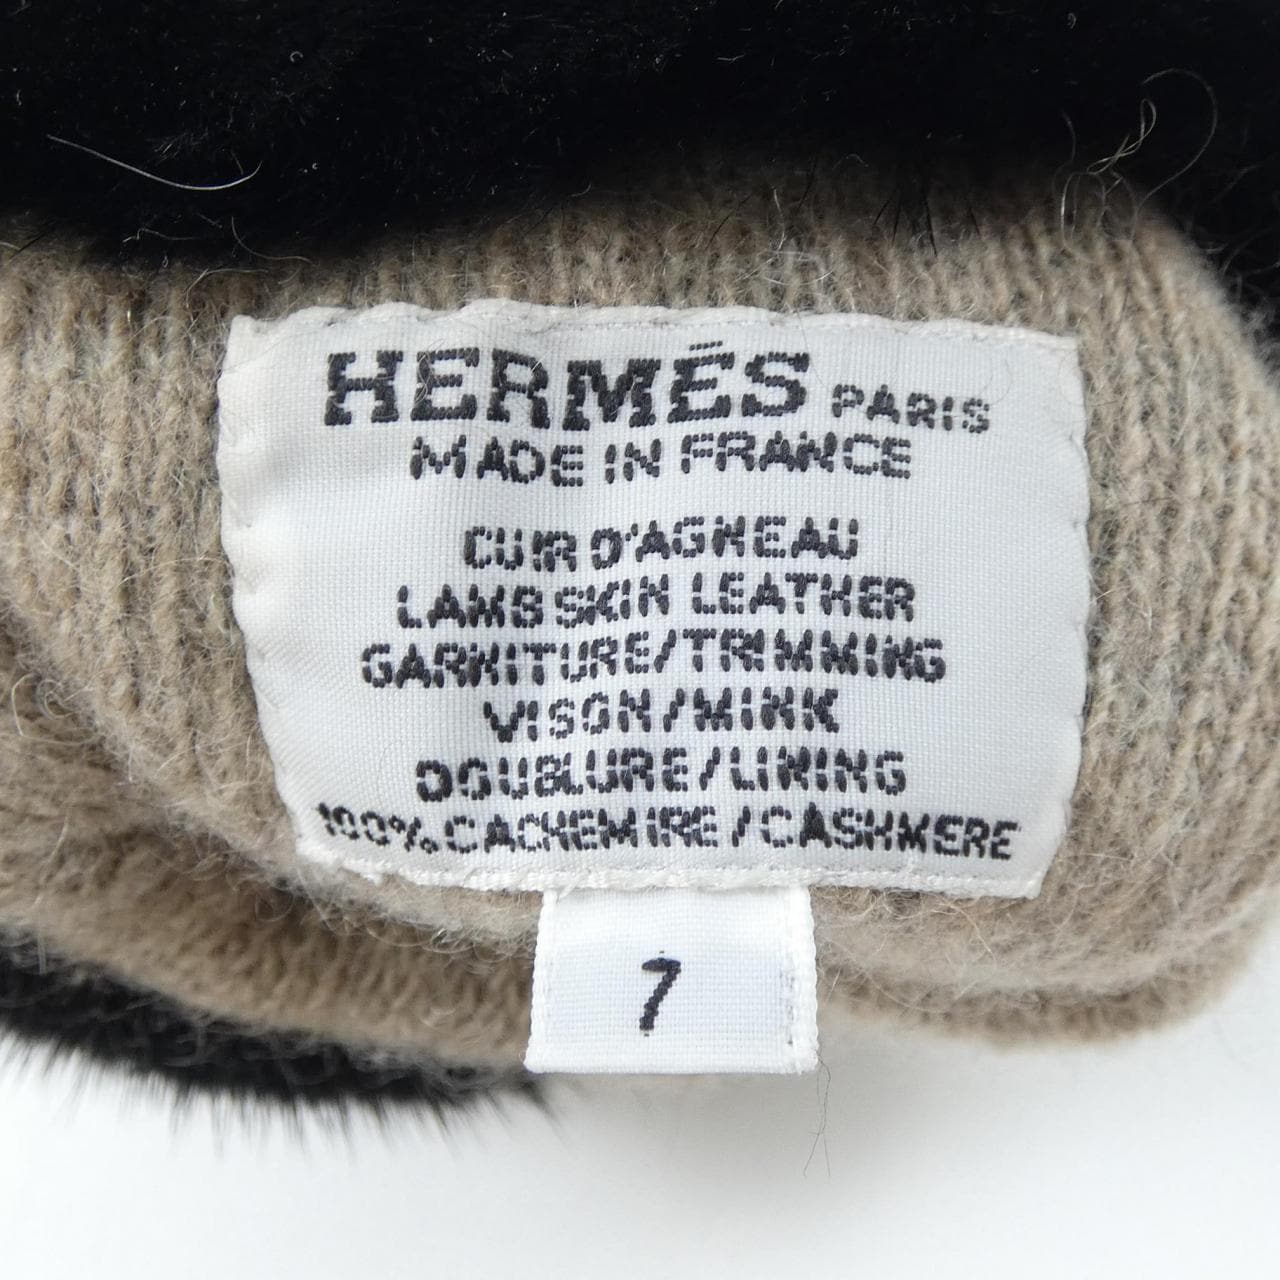 HERMÉS PARIS
MADE IN FRANCE
CUIR D'AGNEAU
LAMBSKIN LEATHER
GARNITURE/TRIMMING
VISON/MINK
DOUBLURE/LINING
100% CACHEMIRE/CASHMERE
7